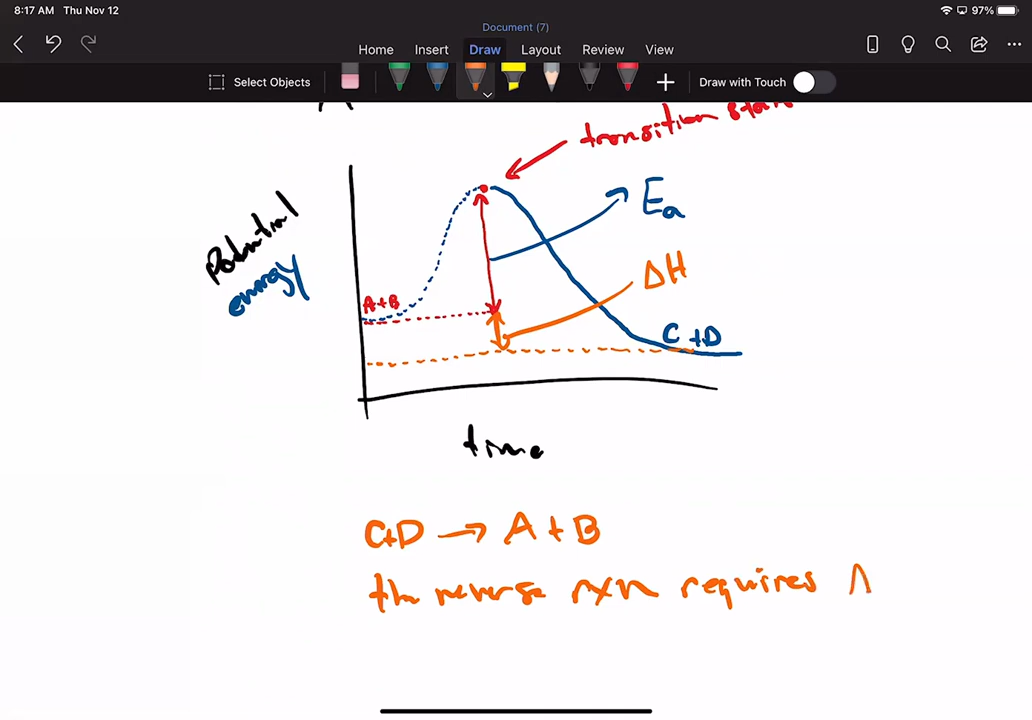 8:17 AM Thu Nov 12
97%
Document (7)
Home Insert Draw Layout Review View
Select Objects
Draw with Touch
transition
Ea
Potential
energy
ΔH
A+B
C+D
time
C+D → A+B
the reverse rxn requires